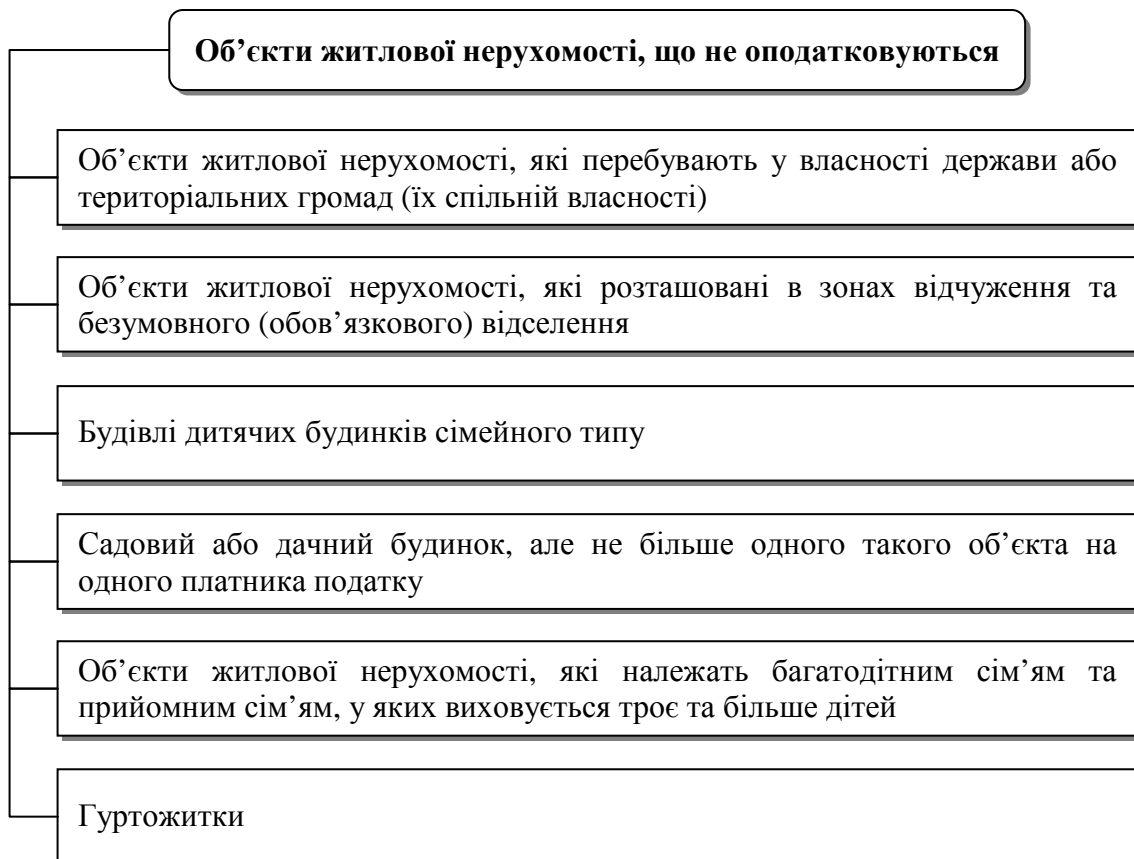 Об’єкти житлової нерухомості, що не оподатковуються
Об’єкти житлової нерухомості, які перебувають у власності держави або
територіальних громад (їх спільній власності)
Об’єкти житлової нерухомості, які розташовані в зонах відчуження та
безумовного (обов’язкового) відселення
Будівлі дитячих будинків сімейного типу
Садовий або дачний будинок, але не більше одного такого об’єкта на
одного платника податку
Об’єкти житлової нерухомості, які належать багатодітним сім’ям та
прийомним сім’ям, у яких виховується троє та більше дітей
Гуртожитки